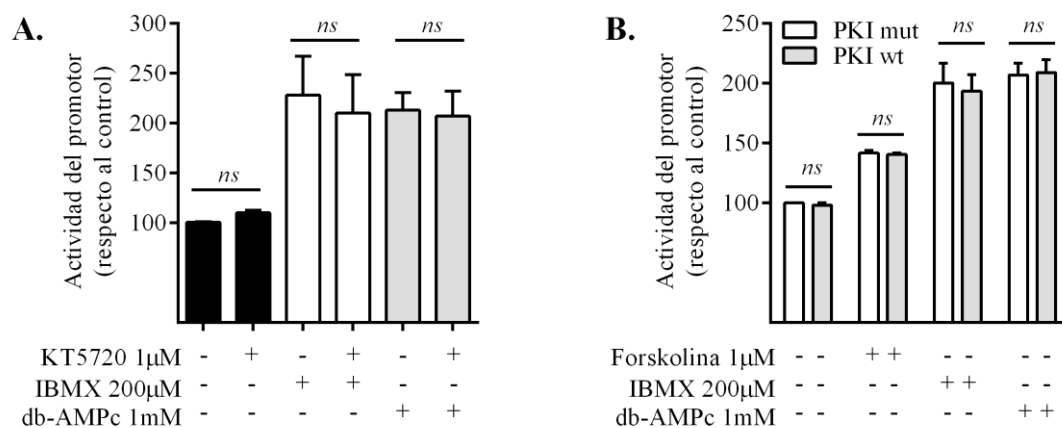 A.
Actividad del promotor
(respecto al control)
300
250
200
150
100
ns
ns
ns
KT5720 1μM - + - + - +
IBMX 200μM - - + + - -
db-AMPc 1mM - - - - + +
B.
Actividad del promotor
(respecto al control)
200
150
100
PKI mut
PKI wt
ns
ns
ns
ns
Forskolina 1μM - - + + - - - -
IBMX 200μM - - - - + + - -
db-AMPc 1mM - - - - - - + +